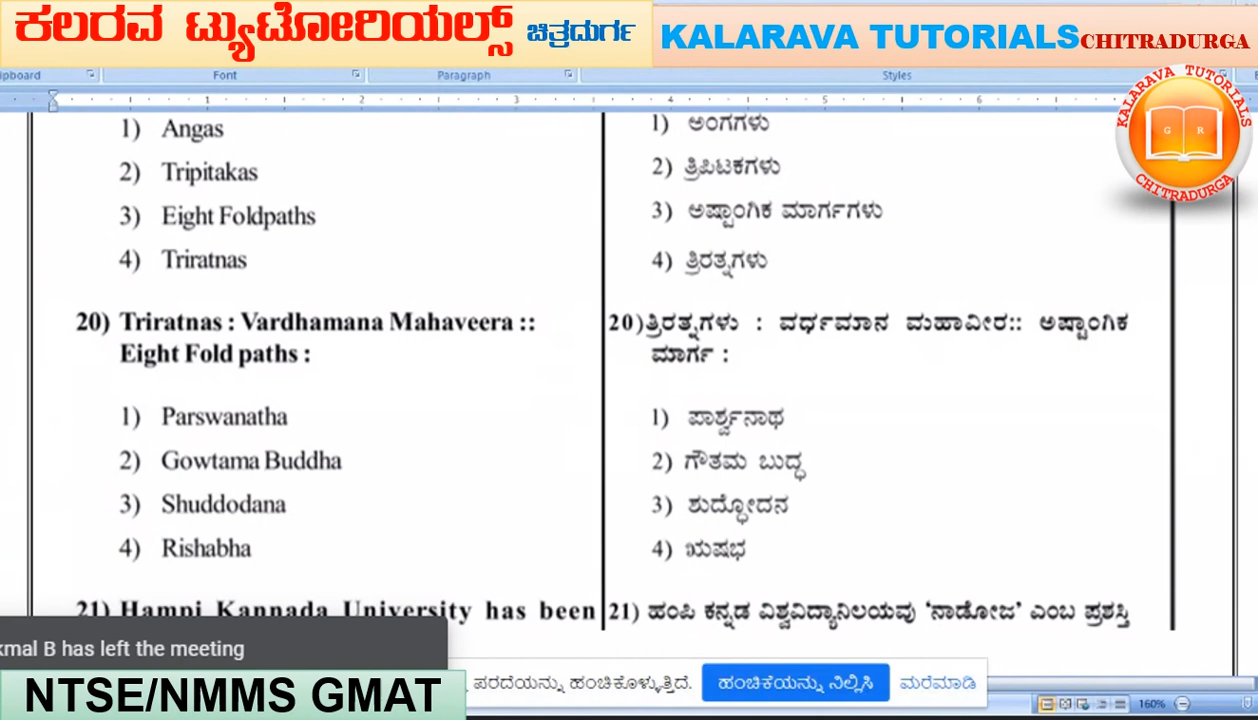 ಕಲರವ ಟ್ಯುಟೋರಿಯಲ್ಸ್ ಚಿತ್ರದುರ್ಗ
KALARAVA TUTORIALS CHITRADURGA
lipboard Font Paragraph Styles
KALARAVA TUTORIALS
G R
CHITRADURGA
1) Angas
2) Tripitakas
3) Eight Foldpaths
4) Triratnas
20) Triratnas : Vardhamana Mahaveera ::
Eight Fold paths :
1) Parswanatha
2) Gowtama Buddha
3) Shuddodana
4) Rishabha
21) Hampi Kannada University has been
1) ಅಂಗಗಳು
2) ತ್ರಿಪಿಟಕಗಳು
3) ಅಷ್ಟಾಂಗಿಕ ಮಾರ್ಗಗಳು
4) ತ್ರಿರತ್ನಗಳು
20)ತ್ರಿರತ್ನಗಳು : ವರ್ಧಮಾನ ಮಹಾವೀರ:: ಅಷ್ಟಾಂಗಿಕ
ಮಾರ್ಗ :
1) ಪಾರ್ಶ್ವನಾಥ
2) ಗೌತಮ ಬುದ್ಧ
3) ಶುದ್ಧೋದನ
4) ಋಷಭ
21) ಹಂಪಿ ಕನ್ನಡ ವಿಶ್ವವಿದ್ಯಾನಿಲಯವು ‘ನಾಡೋಜ’ ಎಂಬ ಪ್ರಶಸ್ತಿ
kmal B has left the meeting
ಪರದೆಯನ್ನು ಹಂಚಿಕೊಳ್ಳುತ್ತಿದೆ. ಹಂಚಿಕೆಯನ್ನು ನಿಲ್ಲಿಸಿ ಮರೆಮಾಡಿ
NTSE/NMMS GMAT
160%